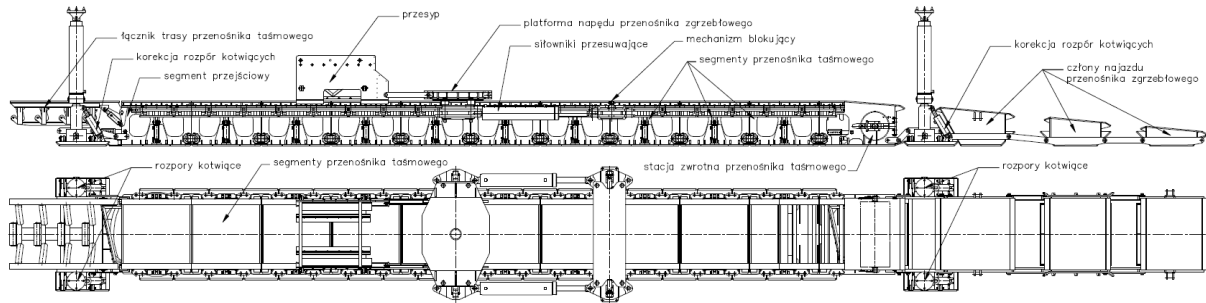 przesyp
platforma napędu przenośnika zgrzebłowego
łącznik trasy przenośnika taśmowego
siłowniki przesuwające
mechanizm blokujący
korekcja rozpór kotwiących
korekcja rozpór kotwiących
segmenty przenośnika
taśmowego
człony najazdu
przenośnika zgrzebłowego
segment przejściowy
rozpory kotwiące
segmenty przenośnika taśmowego
stacja zwrotna przenośnika taśmowego
rozpory kotwiące